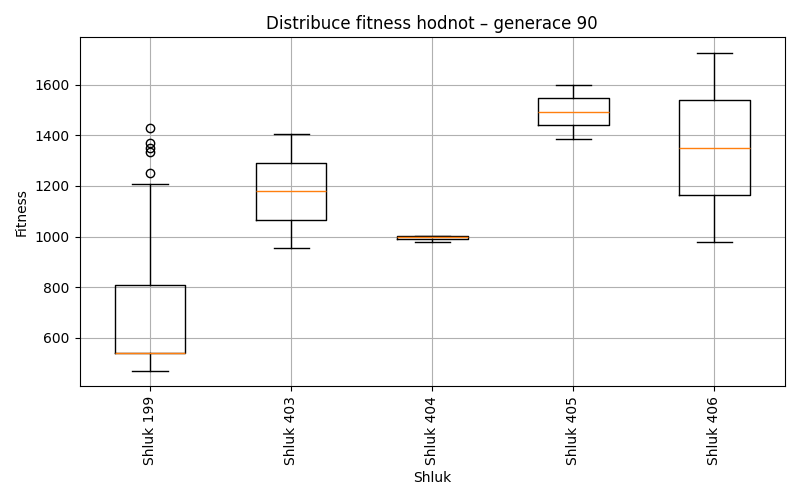 Distribuce fitness hodnot – generace 90
Fitness
1600
1400
1200
1000
800
600
Shluk 199
Shluk 403
Shluk 404
Shluk 405
Shluk 406
Shluk